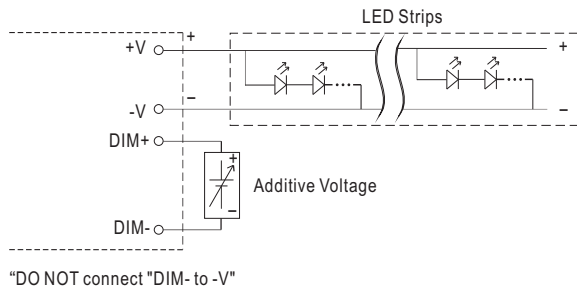 LED Strips
+V + +
-V − −
DIM+
+
Additive Voltage
−
DIM-
“DO NOT connect "DIM- to -V"